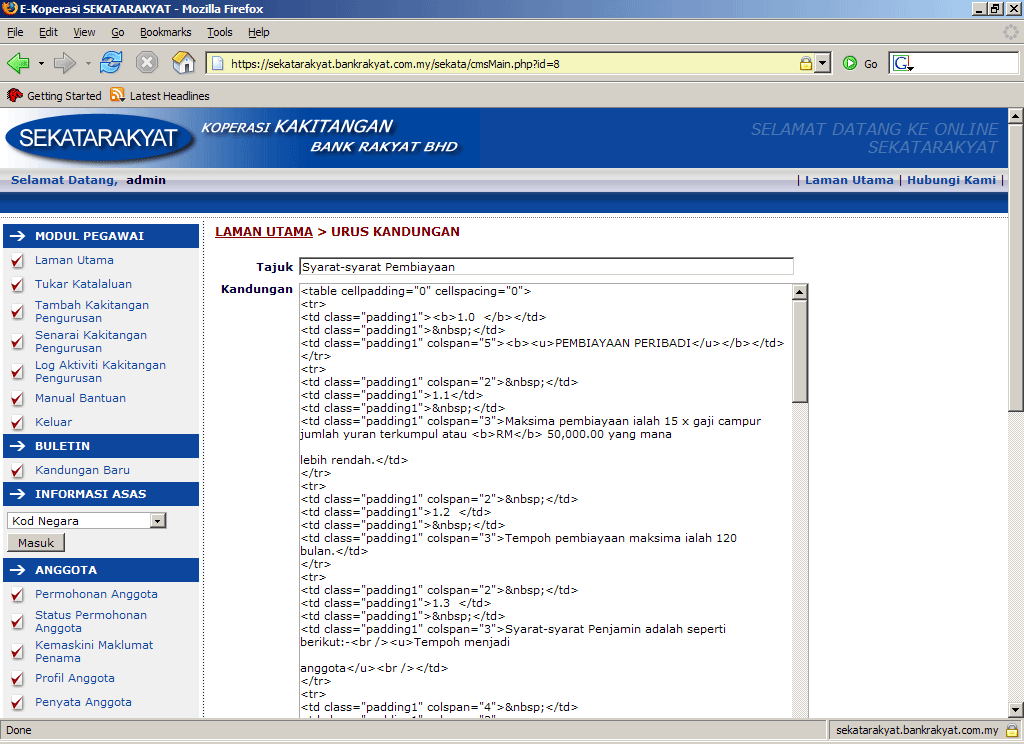 E-Koperasi SEKATARAKYAT - Mozilla Firefox
File Edit View Go Bookmarks Tools Help
https://sekatarakyat.bankrakyat.com.my/sekata/cmsMain.php?id=8
Go
G
Getting Started Latest Headlines
SEKATARAKYAT
KOPERASI KAKITANGAN
BANK RAKYAT BHD
SELAMAT DATANG KE ONLINE
SEKATARAKYAT
Selamat Datang, admin
| Laman Utama | Hubungi Kami |
MODUL PEGAWAI
Laman Utama
Tukar Katalaluan
Tambah Kakitangan
Pengurusan
Senarai Kakitangan
Pengurusan
Log Aktiviti Kakitangan
Pengurusan
Manual Bantuan
Keluar
BULETIN
Kandungan Baru
INFORMASI ASAS
Kod Negara
Masuk
ANGGOTA
Permohonan Anggota
Status Permohonan
Anggota
Kemaskini Maklumat
Penama
Profil Anggota
Penyata Anggota
LAMAN UTAMA > URUS KANDUNGAN
Tajuk Syarat-syarat Pembiayaan
Kandungan
<table cellpadding="0" cellspacing="0">
<tr>
<td class="padding1"><b>1.0  </b></td>
<td class="padding1">&nbsp;</td>
<td class="padding1" colspan="5"><b><u>PEMBIAYAAN PERIBADI</u></b></td>
</tr>
<tr>
<td class="padding1" colspan="2">&nbsp;</td>
<td class="padding1">1.1</td>
<td class="padding1">&nbsp;</td>
<td class="padding1" colspan="3">Maksima pembiayaan ialah 15 x gaji campur
jumlah yuran terkumpul atau <b>RM</b> 50,000.00 yang mana
lebih rendah.</td>
</tr>
<tr>
<td class="padding1" colspan="2">&nbsp;</td>
<td class="padding1">1.2  </td>
<td class="padding1">&nbsp;</td>
<td class="padding1" colspan="3">Tempoh pembiayaan maksima ialah 120
bulan.</td>
</tr>
<tr>
<td class="padding1" colspan="2">&nbsp;</td>
<td class="padding1">1.3  </td>
<td class="padding1">&nbsp;</td>
<td class="padding1" colspan="3">Syarat-syarat Penjamin adalah seperti
berikut:-<br /><u>Tempoh menjadi
anggota</u><br /></td>
</tr>
<tr>
<td class="padding1" colspan="4">&nbsp;</td>
Done
sekatarakyat.bankrakyat.com.my